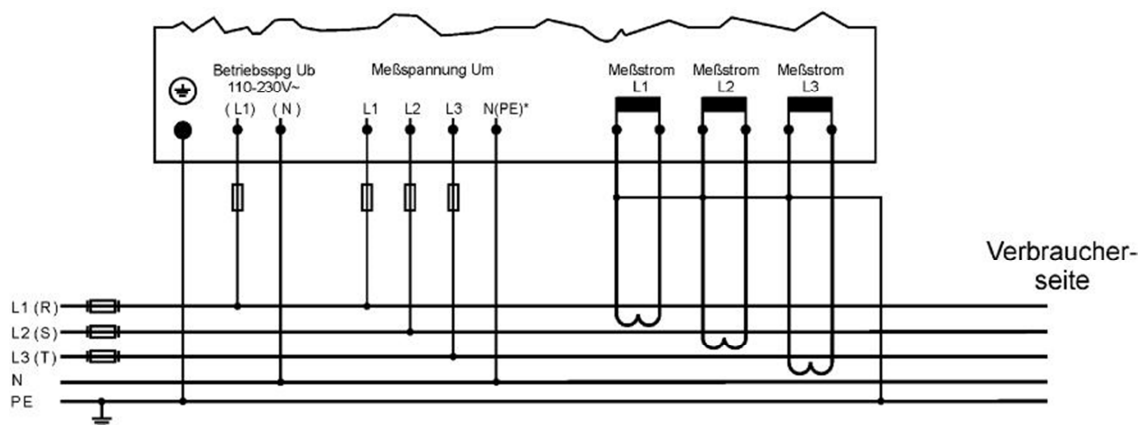 Betriebsspg Ub
110-230V~
(L1) (N)
Meßspannung Um
L1 L2 L3 N(PE)*
Meßstrom
L1
Meßstrom
L2
Meßstrom
L3
Verbraucher-
seite
L1 (R)
L2 (S)
L3 (T)
N
PE